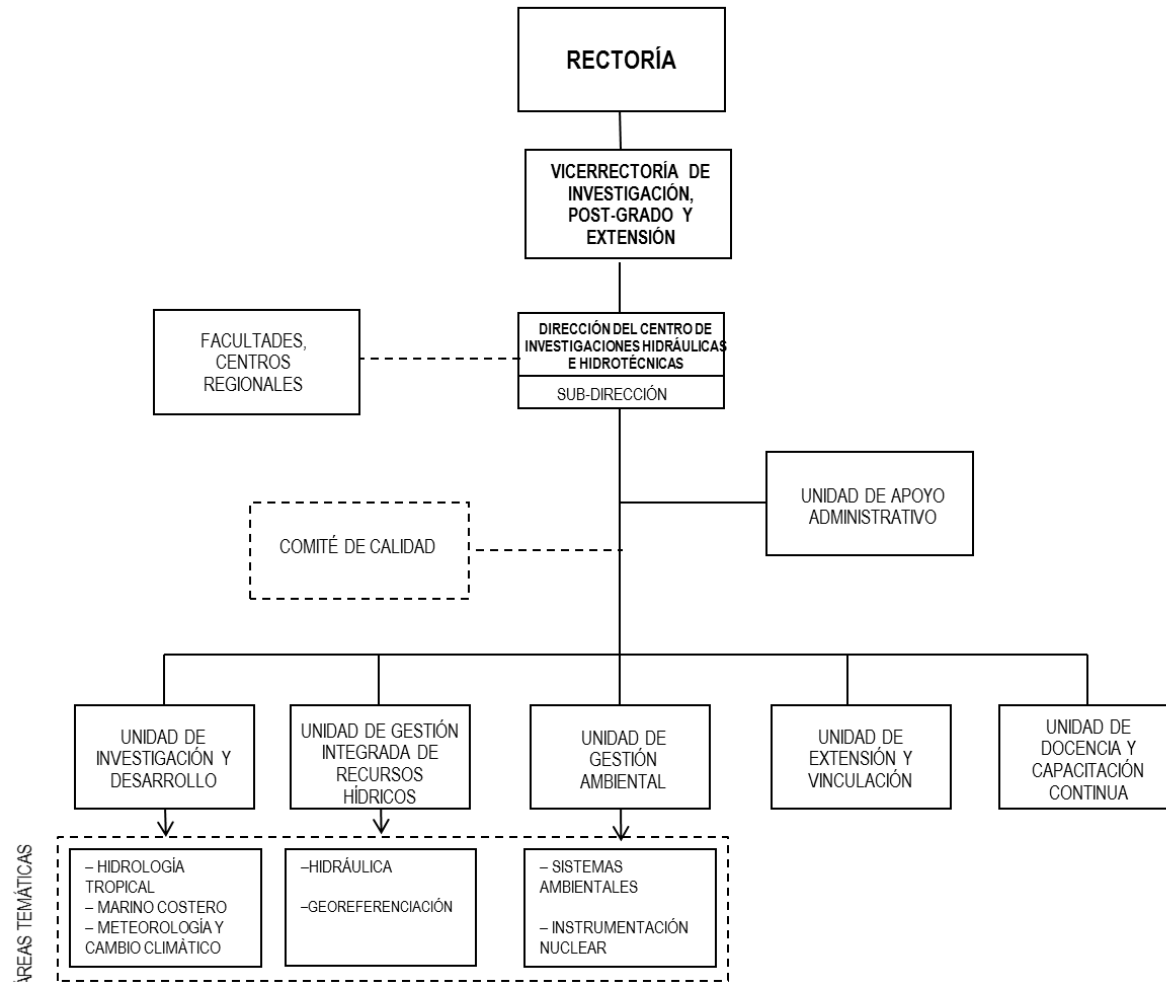 RECTORÍA
VICERRECTORÍA DE
INVESTIGACIÓN,
POST-GRADO Y
EXTENSIÓN
DIRECCIÓN DEL CENTRO DE
INVESTIGACIONES HIDRÁULICAS
E HIDROTÉCNICAS
SUB-DIRECCIÓN
FACULTADES,
CENTROS
REGIONALES
UNIDAD DE APOYO
ADMINISTRATIVO
COMITÉ DE CALIDAD
UNIDAD DE
INVESTIGACIÓN Y
DESARROLLO
UNIDAD DE GESTIÓN
INTEGRADA DE
RECURSOS
HÍDRICOS
UNIDAD DE
GESTIÓN
AMBIENTAL
UNIDAD DE
EXTENSIÓN Y
VINCULACIÓN
UNIDAD DE
DOCENCIA Y
CAPACITACIÓN
CONTINUA
ÁREAS TEMÁTICAS
– HIDROLOGÍA
TROPICAL
– MARINO COSTERO
– METEOROLOGÍA Y
CAMBIO CLIMÀTICO
–HIDRÁULICA
–GEOREFERENCIACIÓN
– SISTEMAS
AMBIENTALES
– INSTRUMENTACIÓN
NUCLEAR